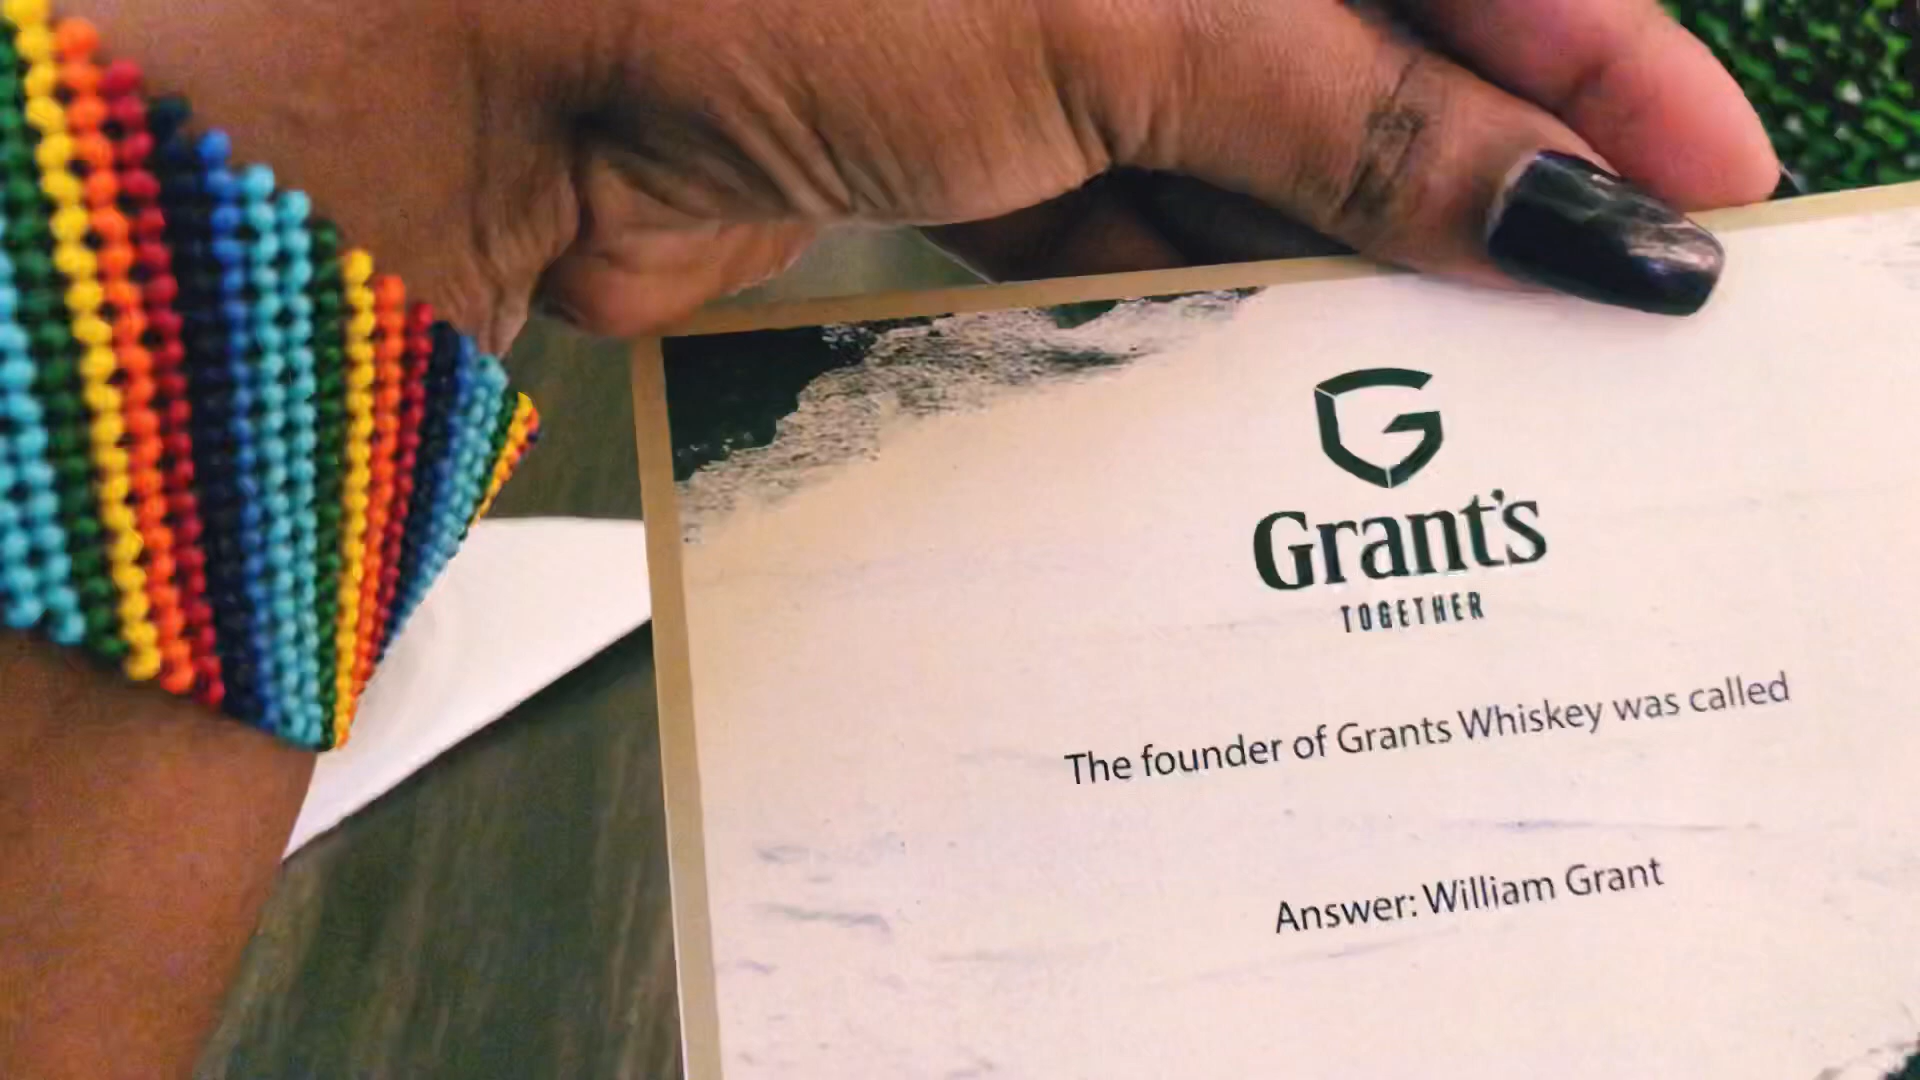 Grant's
TOGETHER
The founder of Grants Whiskey was called
Answer: William Grant